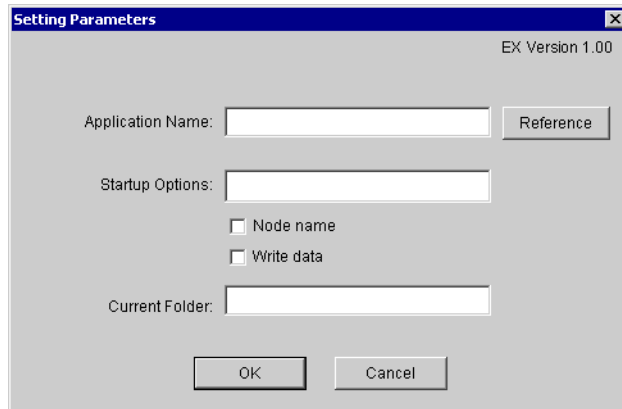 Setting Parameters
EX Version 1.00
Application Name:
Reference
Startup Options:
Node name
Write data
Current Folder:
OK Cancel